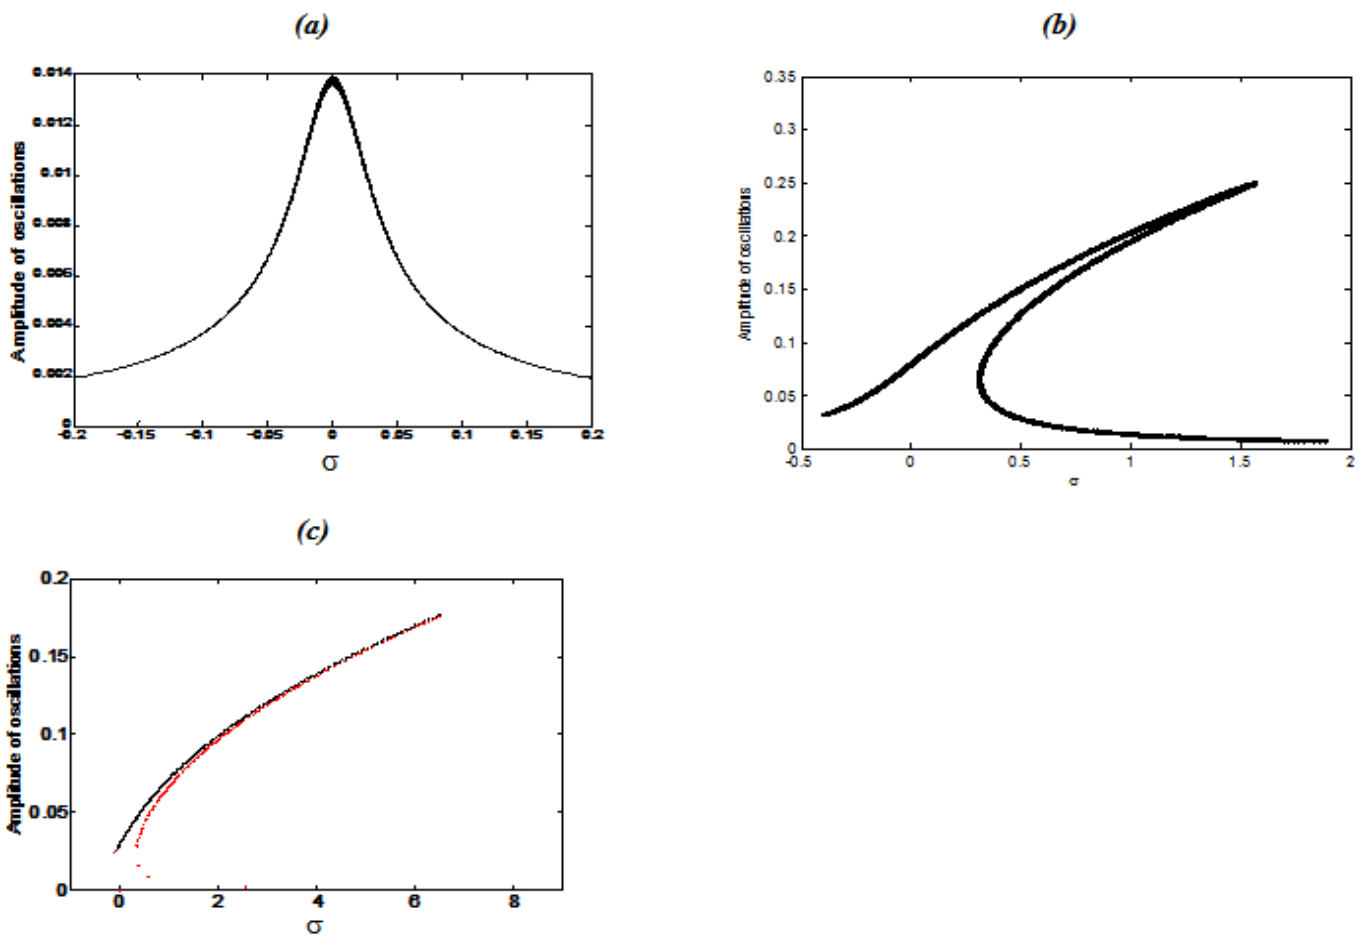 (a)
Amplitude of oscillations
0.014
0.012
0.01
0.008
0.006
0.004
0.002
0
-0.2 -0.15 -0.1 -0.05 0 0.05 0.1 0.15 0.2
σ
(b)
Amplitude of oscillations
0.35
0.3
0.25
0.2
0.15
0.1
0.05
0
-0.5 0 0.5 1 1.5 2
σ
(c)
Amplitude of oscillations
0.2
0.15
0.1
0.05
0
0 2 4 6 8
σ